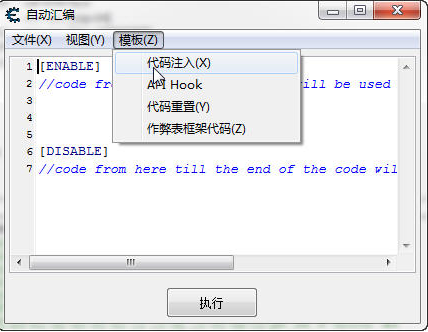 自动汇编
文件(X) 视图(Y) 模板(Z)
代码注入(X)
API Hook
代码重置(Y)
作弊表框架代码(Z)
1 [ENABLE]
2 //code fro ill be used
3
4
5
6 [DISABLE]
7 //code from here till the end of the code wil
执行